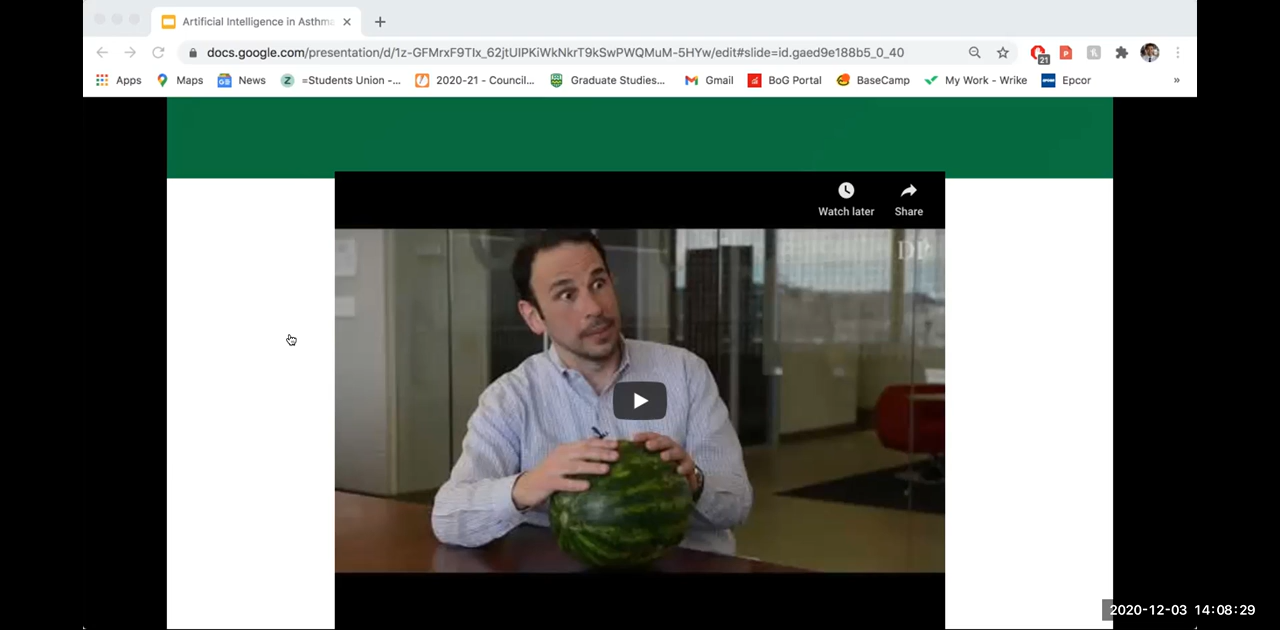 Artificial Intelligence in Asthma
docs.google.com/presentation/d/1z-GFMrxF9TIx_62jtUIPKiWkNkrT9kSwPWQMuM-5HYw/edit#slide=id.gaed9e188b5_0_40
21
Apps Maps News =Students Union -... 2020-21 - Council... Graduate Studies... Gmail BoG Portal BaseCamp My Work - Wrike Epcor »
Watch later Share
DP
2020-12-03 14:08:29